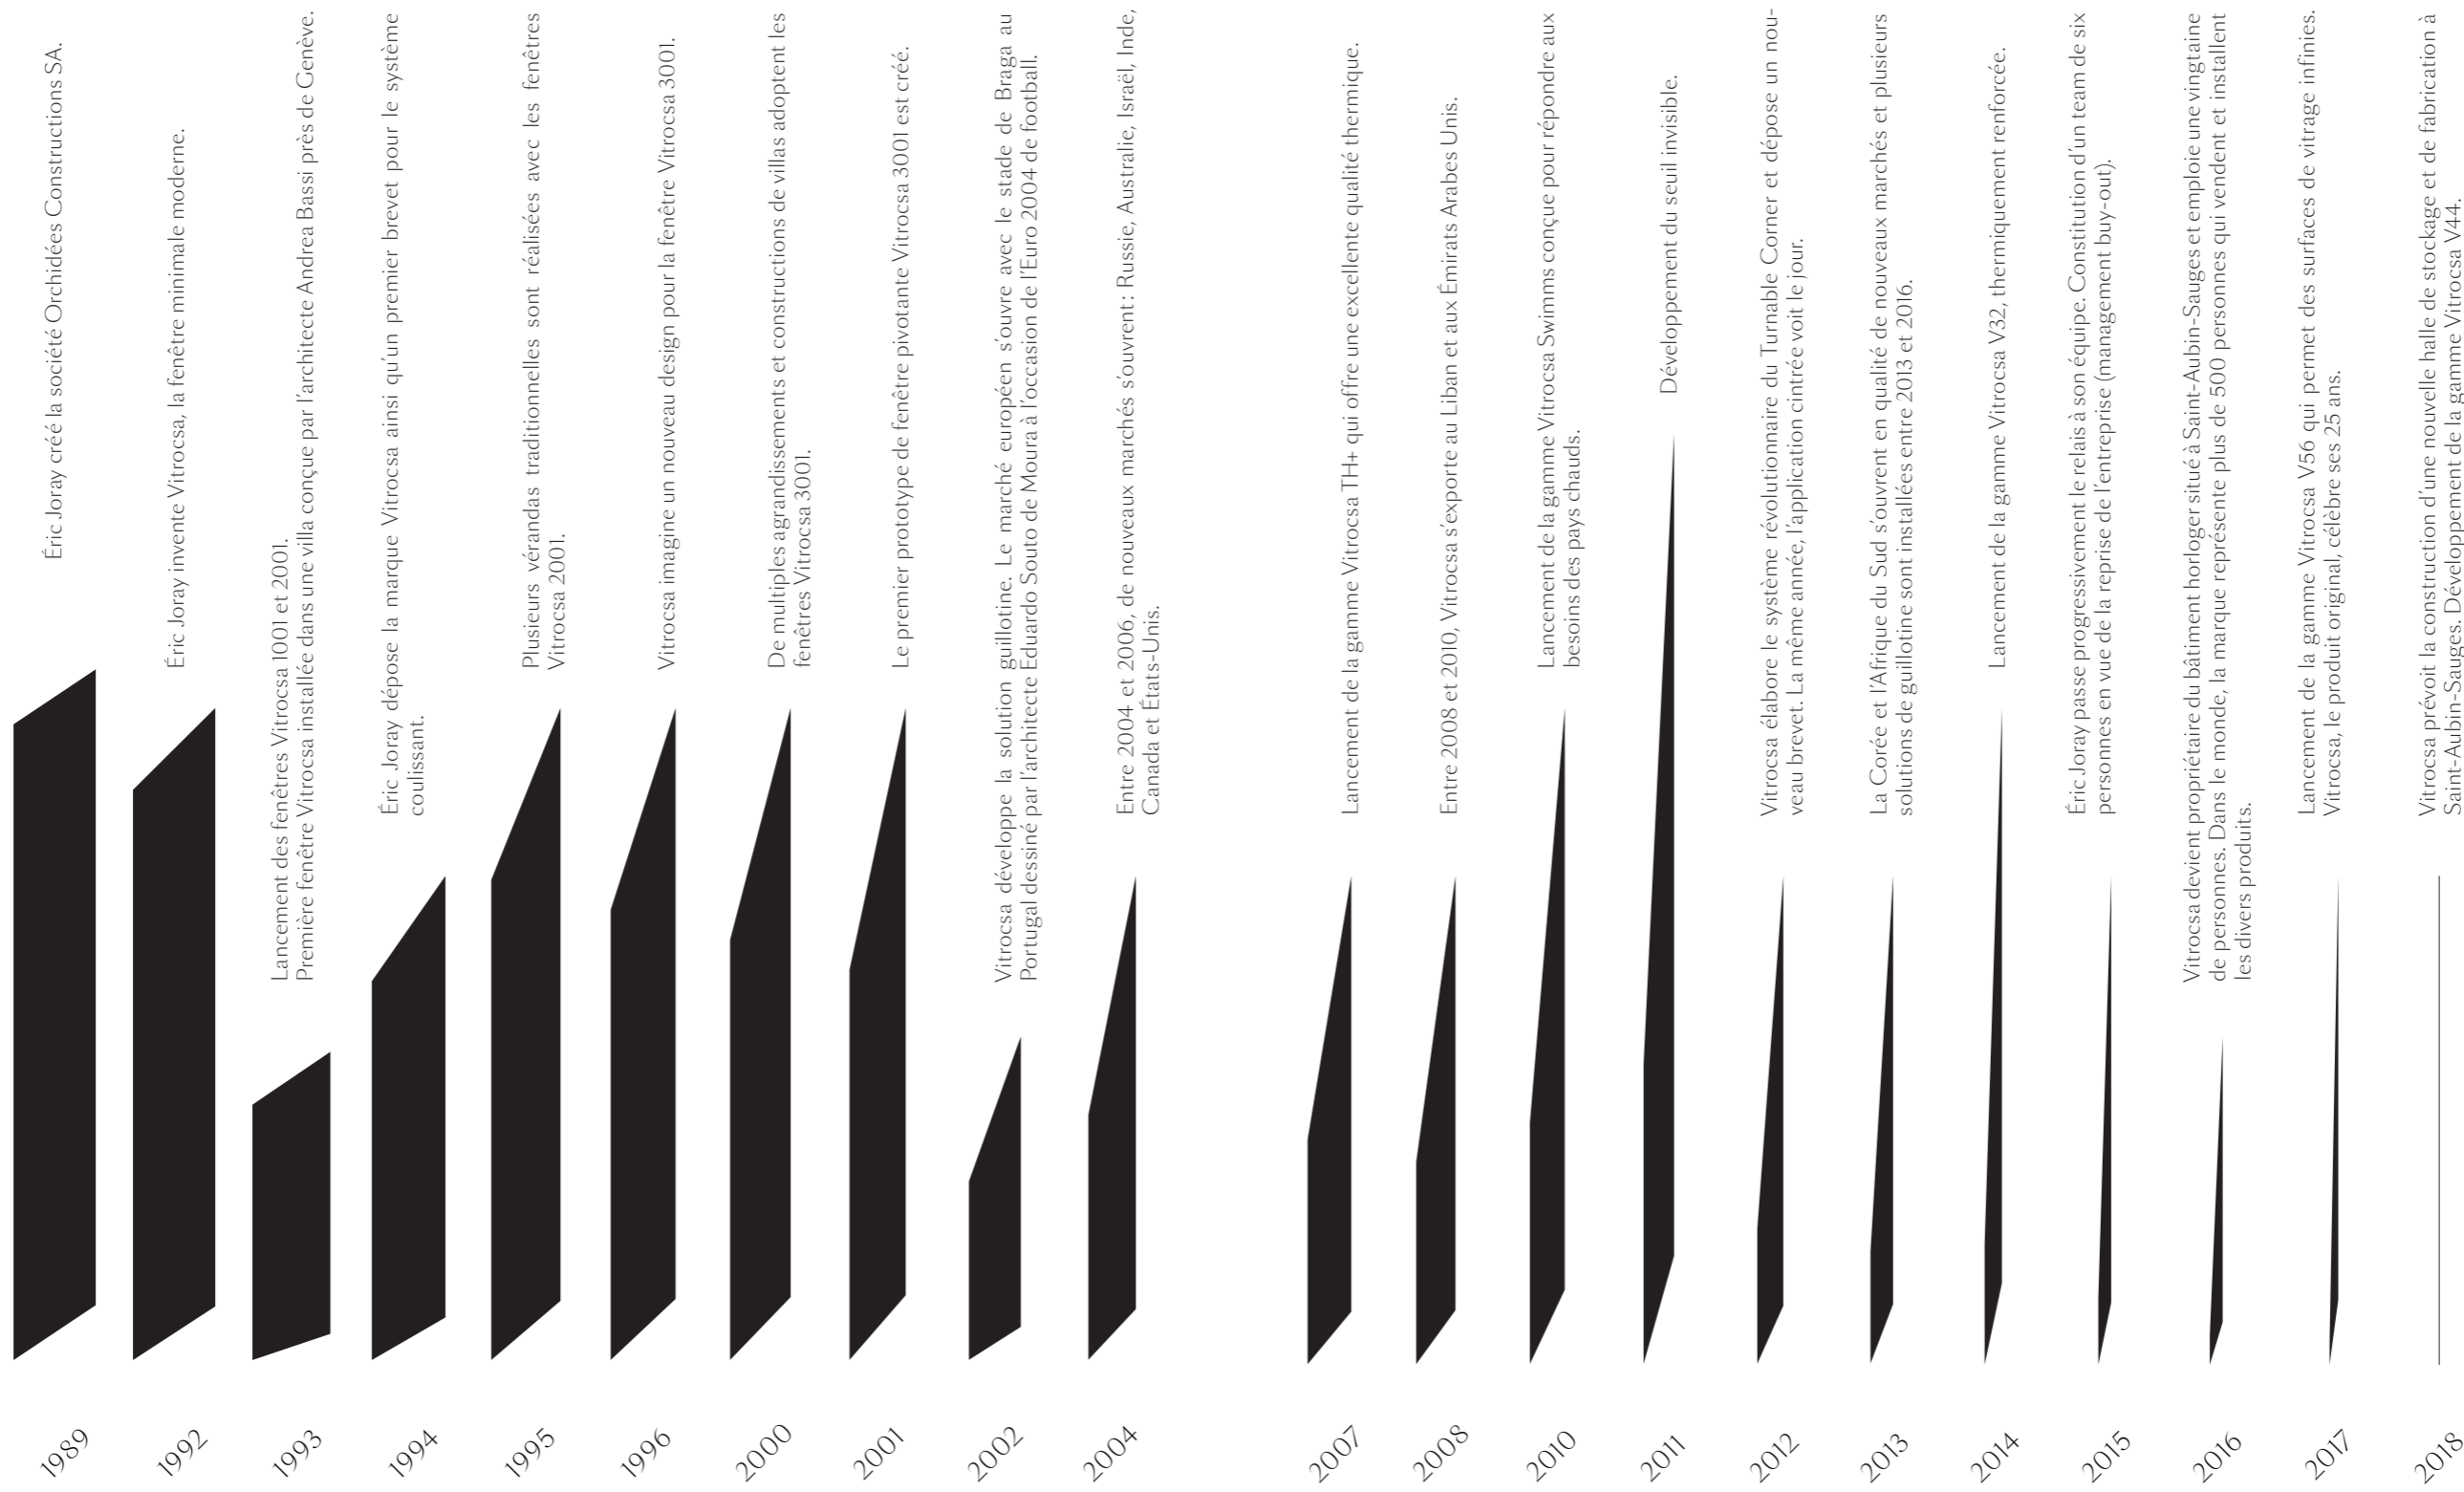 1989
Éric Joray créé la société Orchidées Constructions SA.
1992
Éric Joray invente Vitrocsa, la fenêtre minimale moderne.
1993
Lancement des fenêtres Vitrocsa 1001 et 2001.
Première fenêtre Vitrocsa installée dans une villa conçue par l'architecte Andrea Bassi près de Genève.
1994
Éric Joray dépose la marque Vitrocsa ainsi qu'un premier brevet pour le système
coulissant.
1995
Plusieurs vérandas traditionnelles sont réalisées avec les fenêtres
Vitrocsa 2001.
1996
Vitrocsa imagine un nouveau design pour la fenêtre Vitrocsa 3001.
2000
De multiples agrandissements et constructions de villas adoptent les
fenêtres Vitrocsa 3001.
2001
Le premier prototype de fenêtre pivotante Vitrocsa 3001 est créé.
2002
Vitrocsa développe la solution guillotine. Le marché européen s'ouvre avec le stade de Braga au
Portugal dessiné par l'architecte Eduardo Souto de Moura à l'occasion de l'Euro 2004 de football.
2004
Entre 2004 et 2006, de nouveaux marchés s'ouvrent : Russie, Australie, Israël, Inde,
Canada et États-Unis.
2007
Lancement de la gamme Vitrocsa TH+ qui offre une excellente qualité thermique.
2008
Entre 2008 et 2010, Vitrocsa s'exporte au Liban et aux Émirats Arabes Unis.
2010
Lancement de la gamme Vitrocsa Swimms conçue pour répondre aux
besoins des pays chauds.
2011
Développement du seuil invisible.
2012
Vitrocsa élabore le système révolutionnaire du Turnable Corner et dépose un nou-
veau brevet. La même année, l'application cintrée voit le jour.
2013
La Corée et l'Afrique du Sud s'ouvrent en qualité de nouveaux marchés et plusieurs
solutions de guillotine sont installées entre 2013 et 2016.
2014
Lancement de la gamme Vitrocsa V32, thermiquement renforcée.
2015
Éric Joray passe progressivement le relais à son équipe. Constitution d'un team de six
personnes en vue de la reprise de l'entreprise (management buy-out).
2016
Vitrocsa devient propriétaire du bâtiment horloger situé à Saint-Aubin-Sauges et emploie une vingtaine
de personnes. Dans le monde, la marque représente plus de 500 personnes qui vendent et installent
les divers produits.
2017
Lancement de la gamme Vitrocsa V56 qui permet des surfaces de vitrage infinies.
Vitrocsa, le produit original, célèbre ses 25 ans.
2018
Vitrocsa prévoit la construction d'une nouvelle halle de stockage et de fabrication à
Saint-Aubin-Sauges. Développement de la gamme Vitrocsa V44.